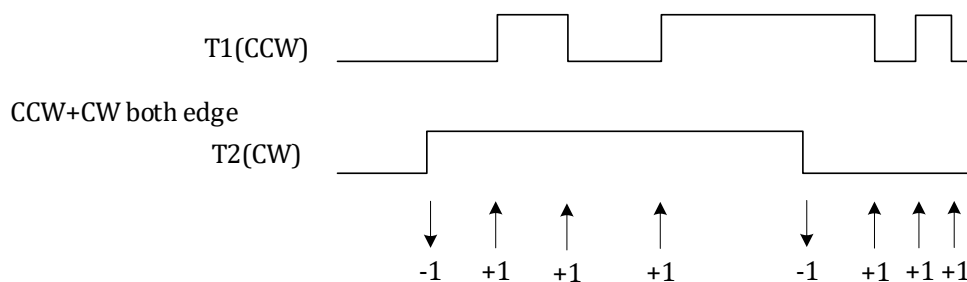 T1(CCW)
CCW+CW both edge
T2(CW)
-1 +1 +1 +1 -1 +1 +1 +1